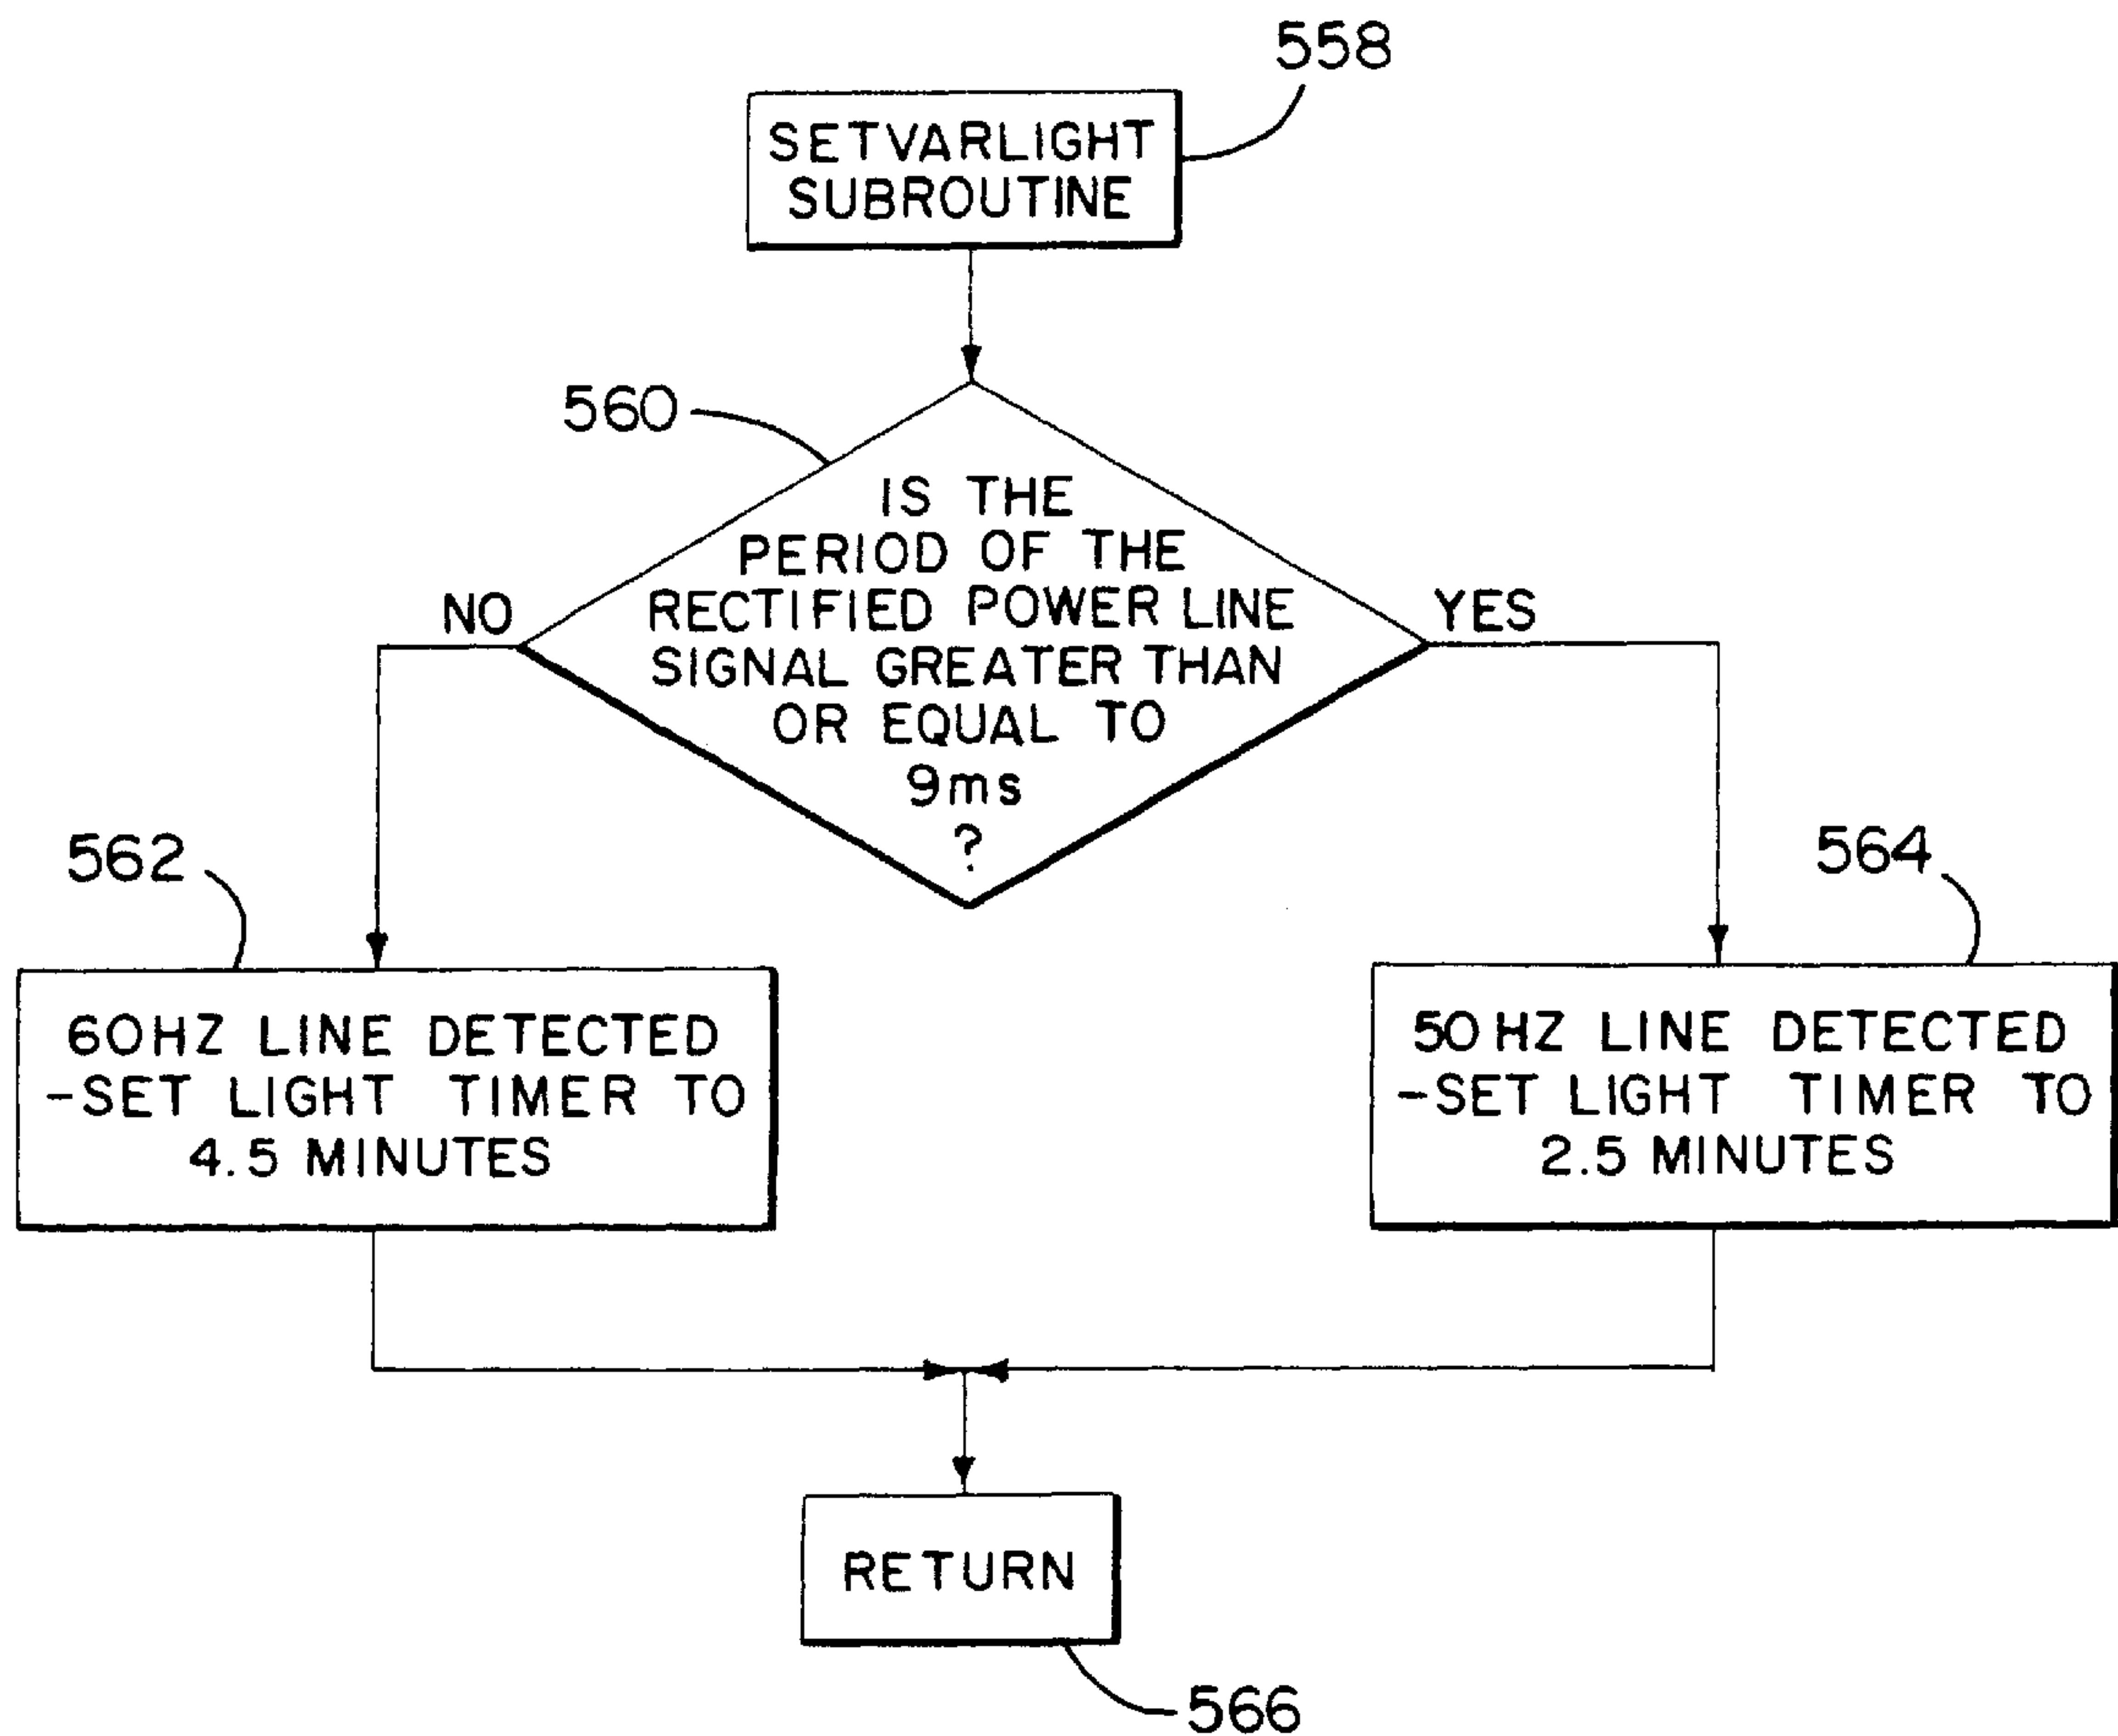 558
SETVARLIGHT
SUBROUTINE
560
IS THE
PERIOD OF THE
RECTIFIED POWER LINE
SIGNAL GREATER THAN
OR EQUAL TO
9ms
?
NO
YES
562
564
60HZ LINE DETECTED
-SET LIGHT TIMER TO
4.5 MINUTES
50HZ LINE DETECTED
-SET LIGHT TIMER TO
2.5 MINUTES
RETURN
566